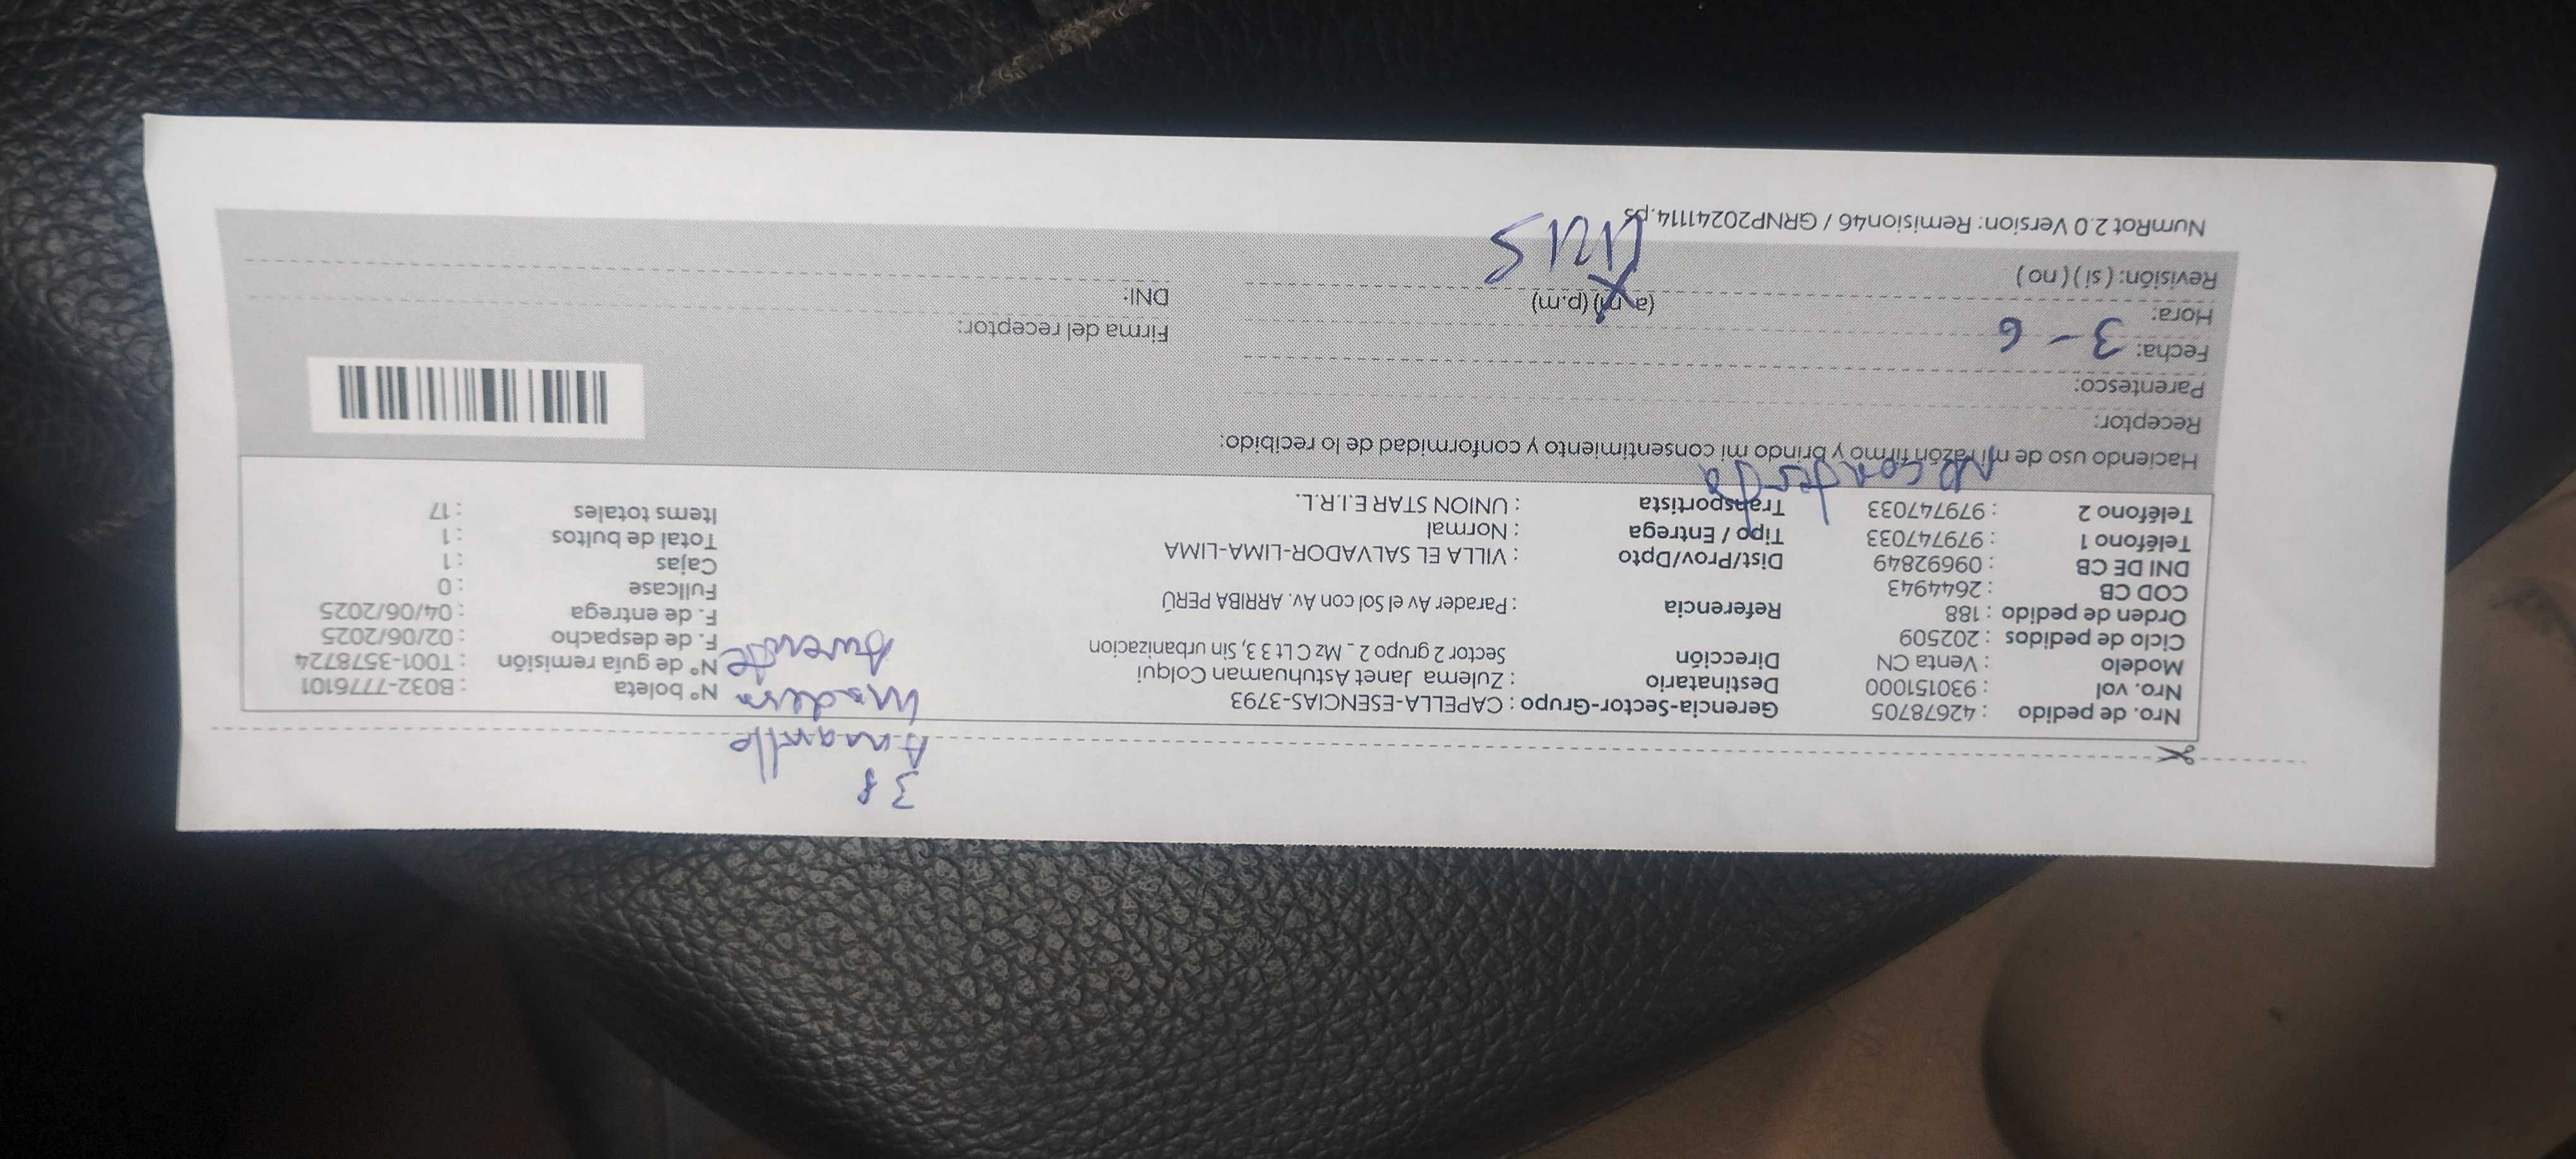 3 P
Amarillo
madera
Ausente
Nro. de pedido : 42678705
Nro. vol : 930151000
Modelo : Venta CN
Ciclo de pedidos : 202509
Orden de pedido : 188
COD CB : 2644943
DNI DE CB : 09692849
Teléfono 1 : 979747033
Teléfono 2 : 979747033
Gerencia-Sector-Grupo : CAPELLA-ESENCIAS-3793
Destinatario : Zulema Janet Astuhuaman Colqui
Dirección Sector 2 grupo 2 _ Mz C Lt 3 3, Sin urbanizacion
Referencia : Parader Av el Sol con Av. ARRIBA PERÚ
Dist/Prov/Dpto : VILLA EL SALVADOR-LIMA-LIMA
Tipo / Entrega : Normal
Transportista : UNION STAR E.I.R.L.
N° boleta : B032-7776101
N° de guía remisión : T001-3578724
F. de despacho : 02/06/2025
F. de entrega : 04/06/2025
Fullcase : 0
Cajas : 1
Total de bultos : 1
Items totales : 17
No contesta
Haciendo uso de mi razón firmo y brindo mi consentimiento y conformidad de lo recibido:
Receptor:
Parentesco:
Fecha: 3-6
Hora: (a.m) (p.m)
Revisión: ( si ) ( no )
Firma del receptor:
DNI:
NumRot 2.0 Version: Remision46 / GRNP20241114.ps